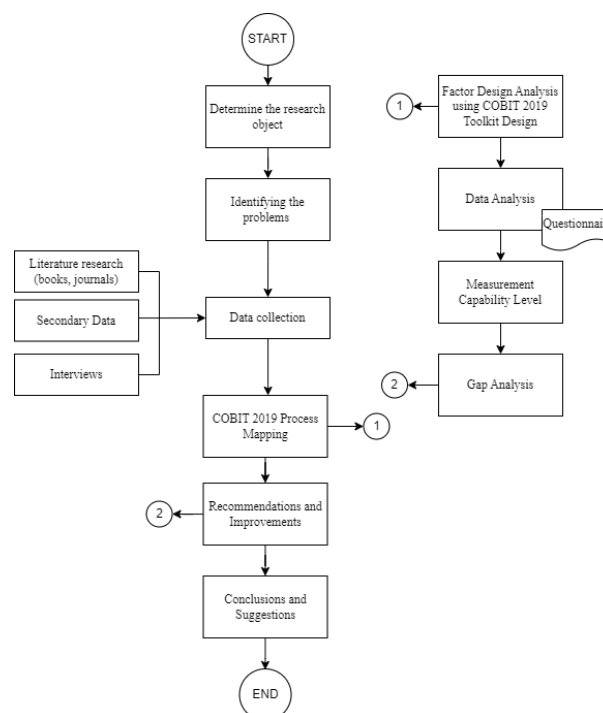 START
Determine the research
object
Identifying the
problems
Literature research
(books, journals)
Secondary Data
Interviews
Data collection
COBIT 2019 Process
Mapping
1
2
Recommendations and
Improvements
Conclusions and
Suggestions
END
1
Factor Design Analysis
using COBIT 2019
Toolkit Design
Data Analysis
Questionnai
Measurement
Capability Level
2
Gap Analysis